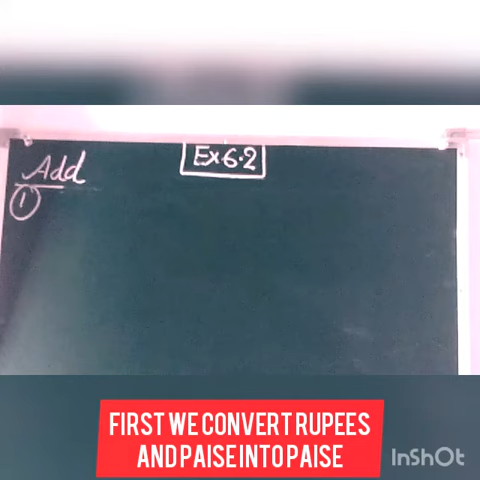 Ex 6.2
Add
1
FIRST WE CONVERT RUPEES
AND PAISE INTO PAISE
InShOt